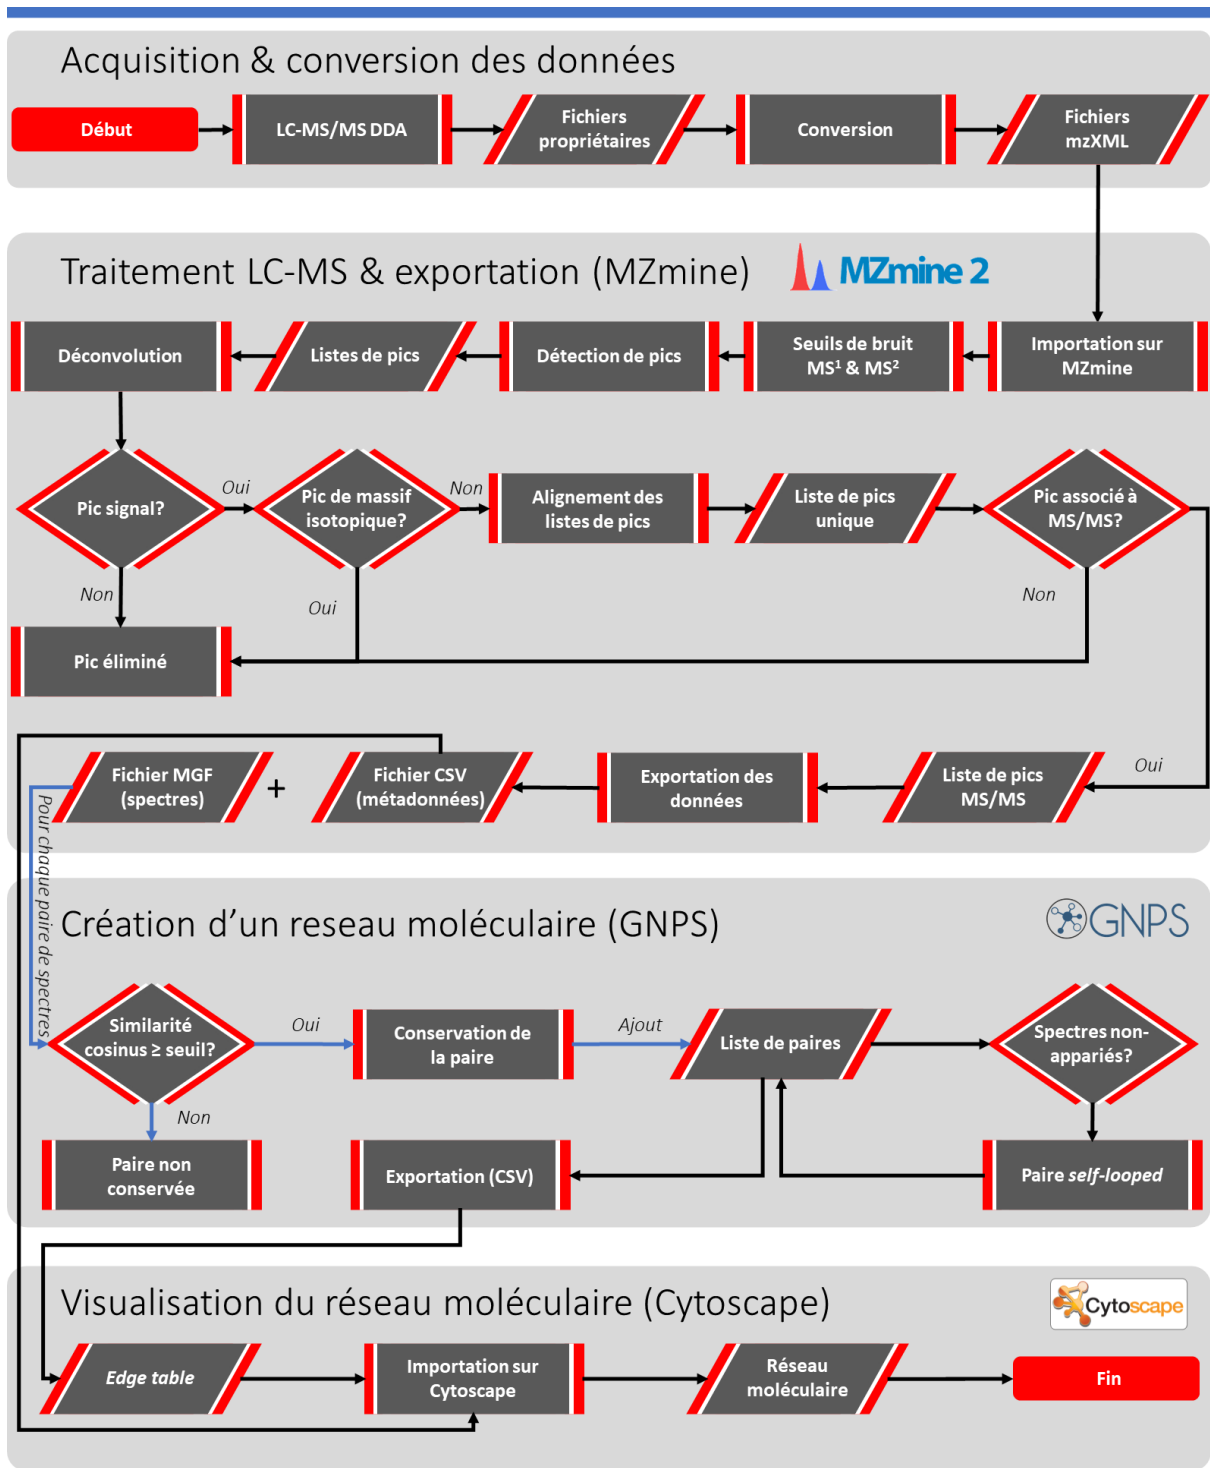 Acquisition & conversion des données
Début
LC-MS/MS DDA
Fichiers
propriétaires
Conversion
Fichiers
mzXML
Traitement LC-MS & exportation (MZmine)
MZmine 2
Déconvolution
Listes de pics
Détection de pics
Seuils de bruit
MS¹ & MS²
Importation sur
MZmine
Pic signal?
Oui
Pic de massif
isotopique?
Non
Alignement des
listes de pics
Liste de pics
unique
Pic associé à
MS/MS?
Non
Oui
Non
Pic éliminé
Fichier MGF
(spectres)
+
Fichier CSV
(métadonnées)
Exportation des
données
Liste de pics
MS/MS
Oui
Pour chaque paire de spectres
Création d’un reseau moléculaire (GNPS)
GNPS
Similarité
cosinus ≥ seuil?
Oui
Conservation de
la paire
Ajout
Liste de paires
Spectres non-
appariés?
Non
Paire non
conservée
Exportation (CSV)
Paire self-looped
Visualisation du réseau moléculaire (Cytoscape)
Cytoscape
Edge table
Importation sur
Cytoscape
Réseau
moléculaire
Fin